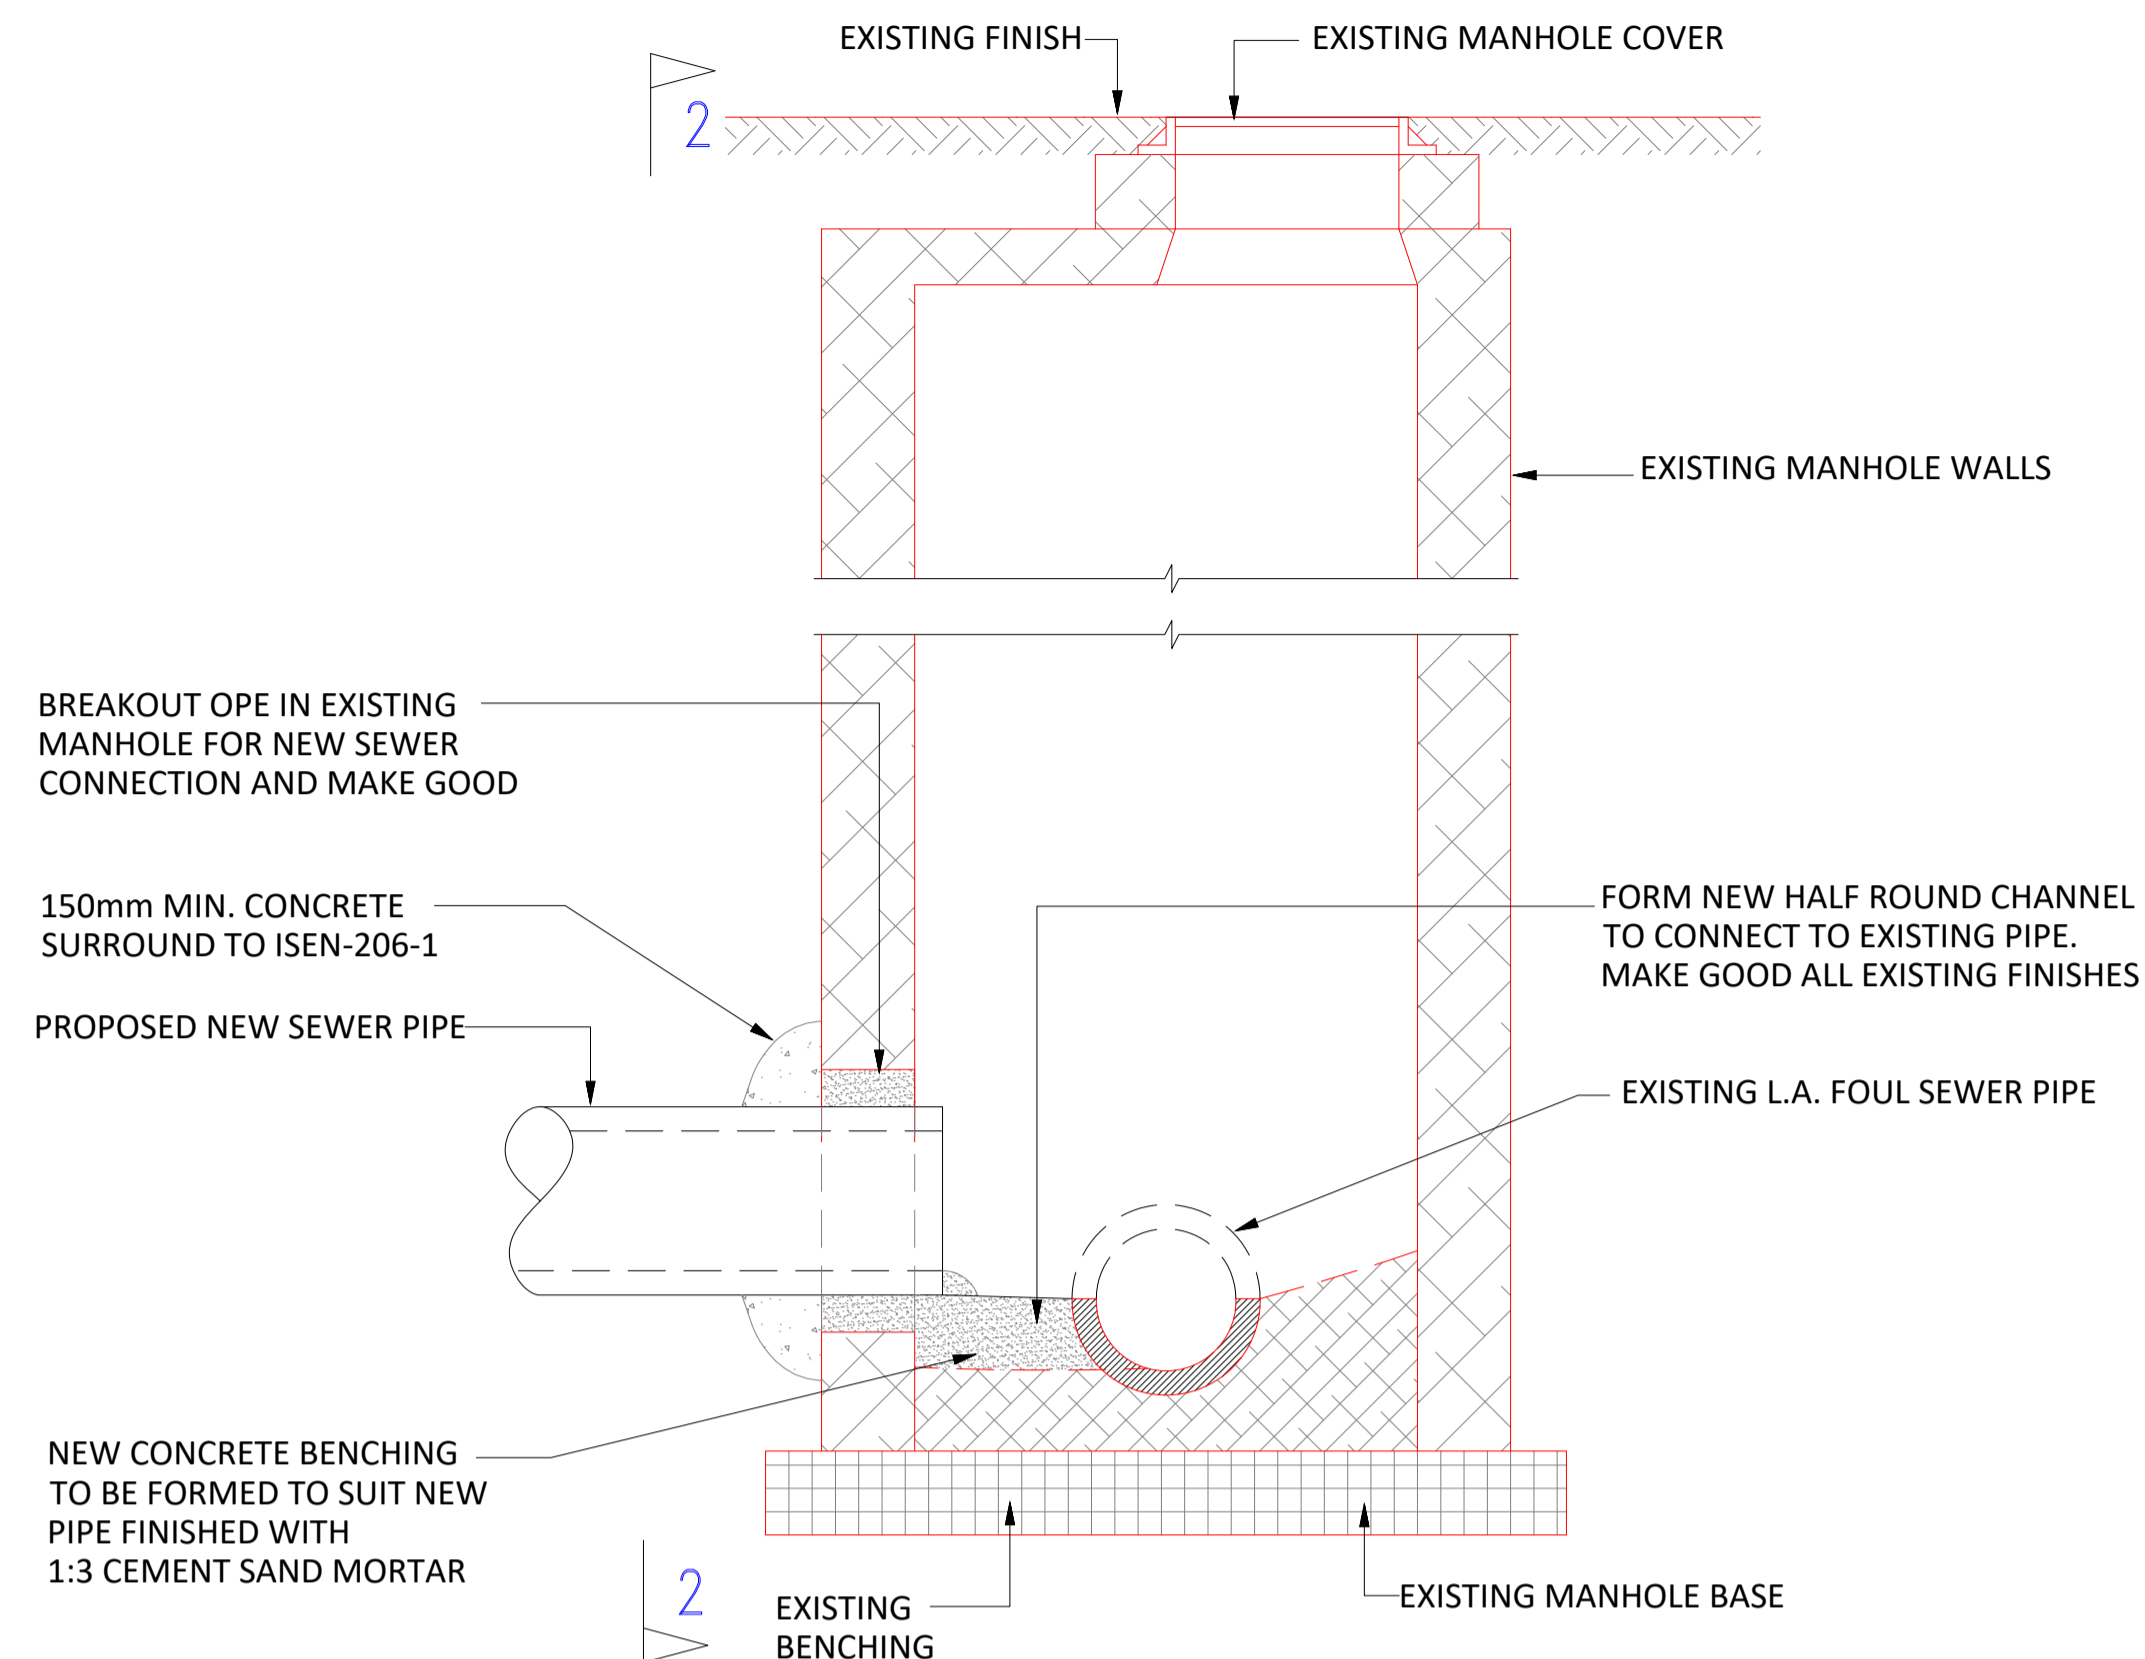 EXISTING FINISH
EXISTING MANHOLE COVER
2
EXISTING MANHOLE WALLS
BREAKOUT OPE IN EXISTING
MANHOLE FOR NEW SEWER
CONNECTION AND MAKE GOOD
150mm MIN. CONCRETE
SURROUND TO ISEN-206-1
FORM NEW HALF ROUND CHANNEL
TO CONNECT TO EXISTING PIPE.
MAKE GOOD ALL EXISTING FINISHES
PROPOSED NEW SEWER PIPE
EXISTING L.A. FOUL SEWER PIPE
NEW CONCRETE BENCHING
TO BE FORMED TO SUIT NEW
PIPE FINISHED WITH
1:3 CEMENT SAND MORTAR
2
EXISTING
BENCHING
EXISTING MANHOLE BASE